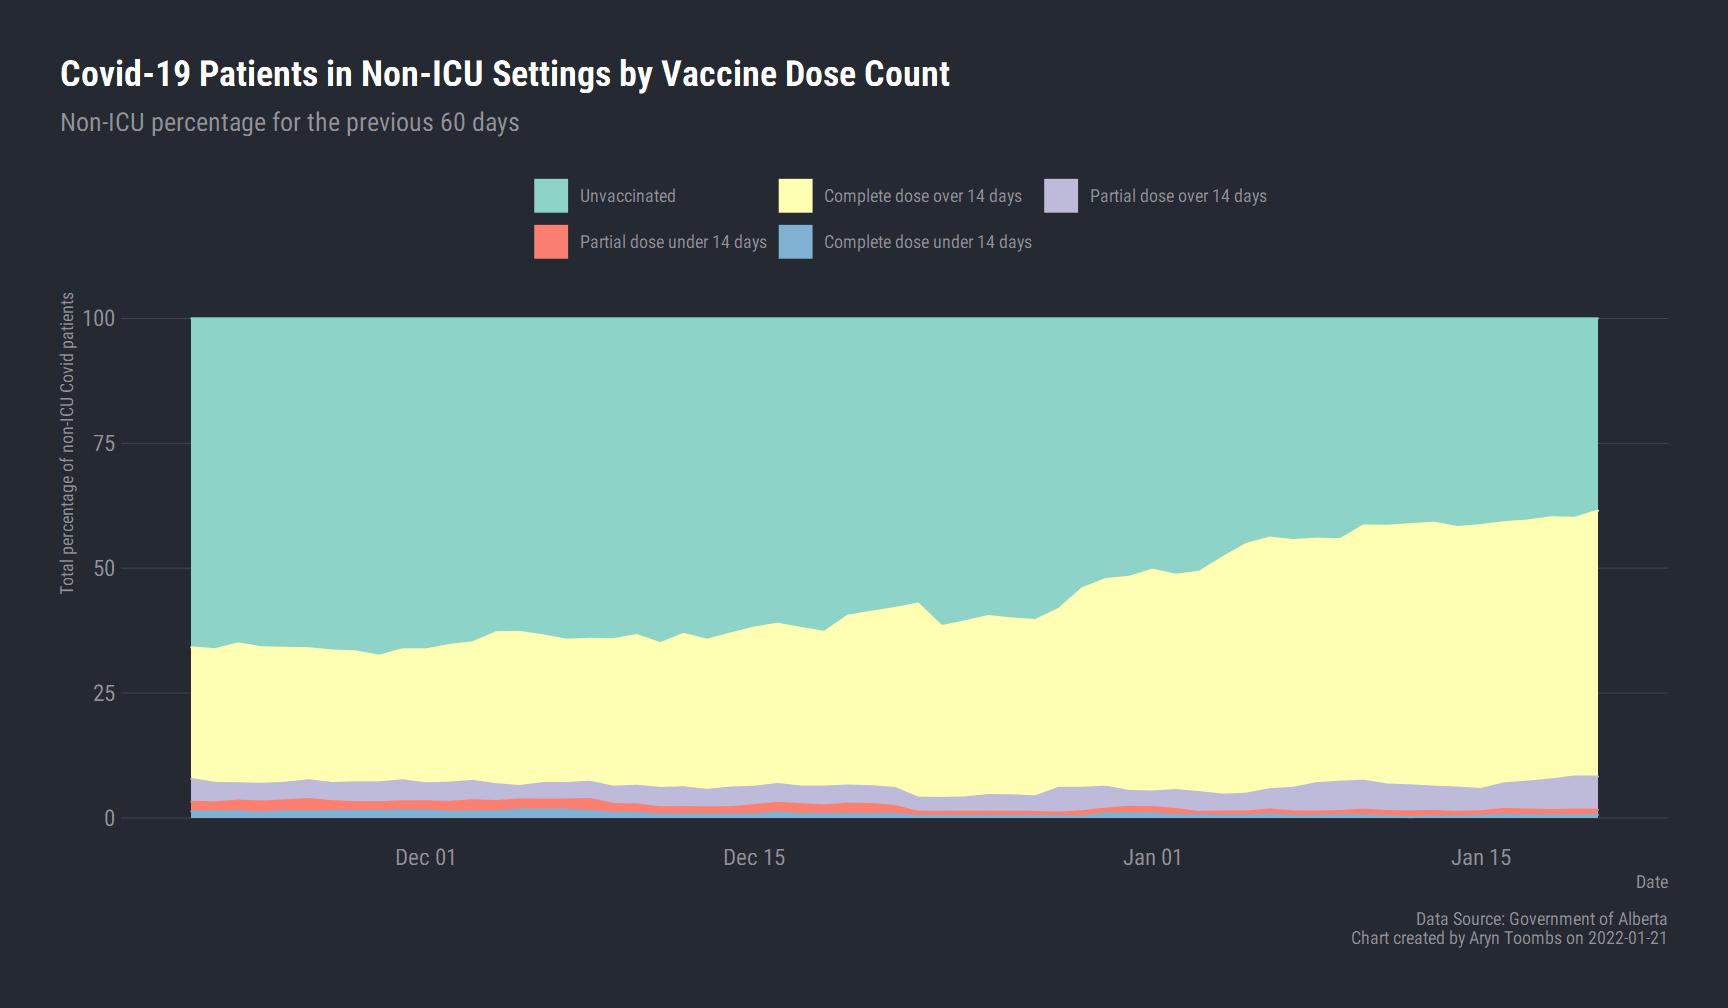 Covid-19 Patients in Non-ICU Settings by Vaccine Dose Count
Non-ICU percentage for the previous 60 days
Unvaccinated
Complete dose over 14 days
Partial dose over 14 days
Partial dose under 14 days
Complete dose under 14 days
Total percentage of non-ICU Covid patients
100
75
50
25
0
Dec 01
Dec 15
Jan 01
Jan 15
Date
Data Source: Government of Alberta
Chart created by Aryn Toombs on 2022-01-21